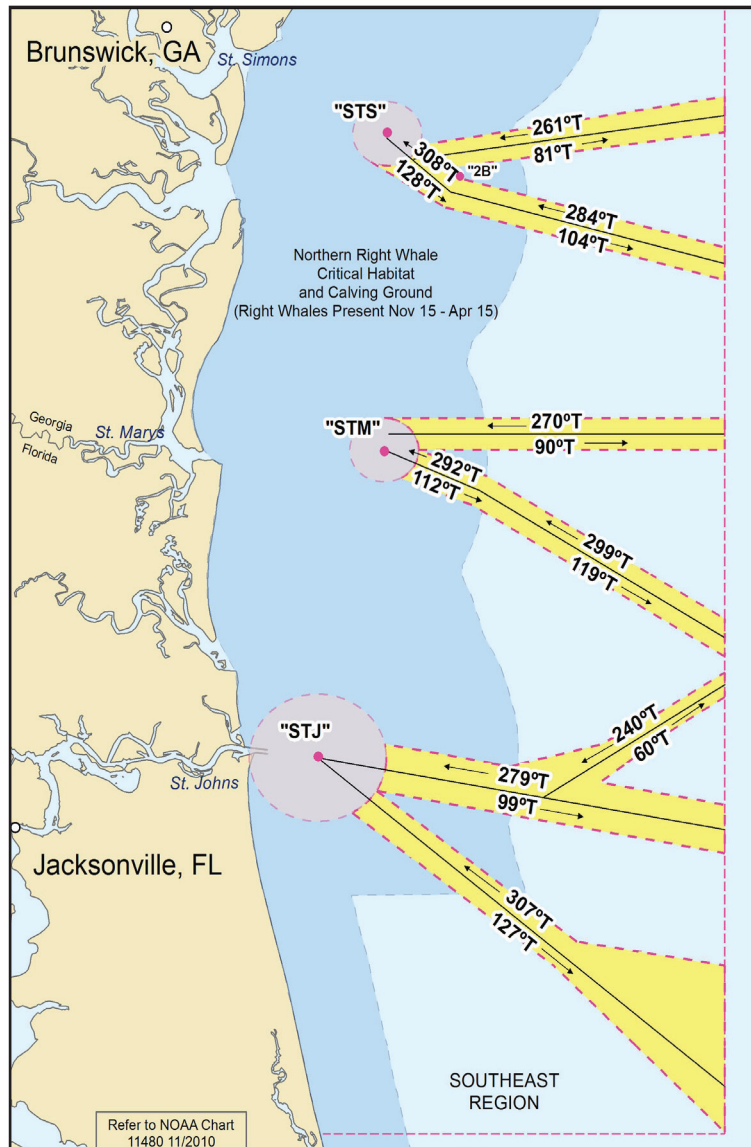 Brunswick, GA
St. Simons
"STS"
261ºT
81ºT
308ºT
128ºT
"2B"
284ºT
104ºT
Northern Right Whale
Critical Habitat
and Calving Ground
(Right Whales Present Nov 15 - Apr 15)
Georgia
Florida
St. Marys
"STM"
270ºT
90ºT
292ºT
112ºT
299ºT
119ºT
"STJ"
St. Johns
240ºT
60ºT
279ºT
99ºT
Jacksonville, FL
307ºT
127ºT
SOUTHEAST
REGION
Refer to NOAA Chart
11480 11/2010